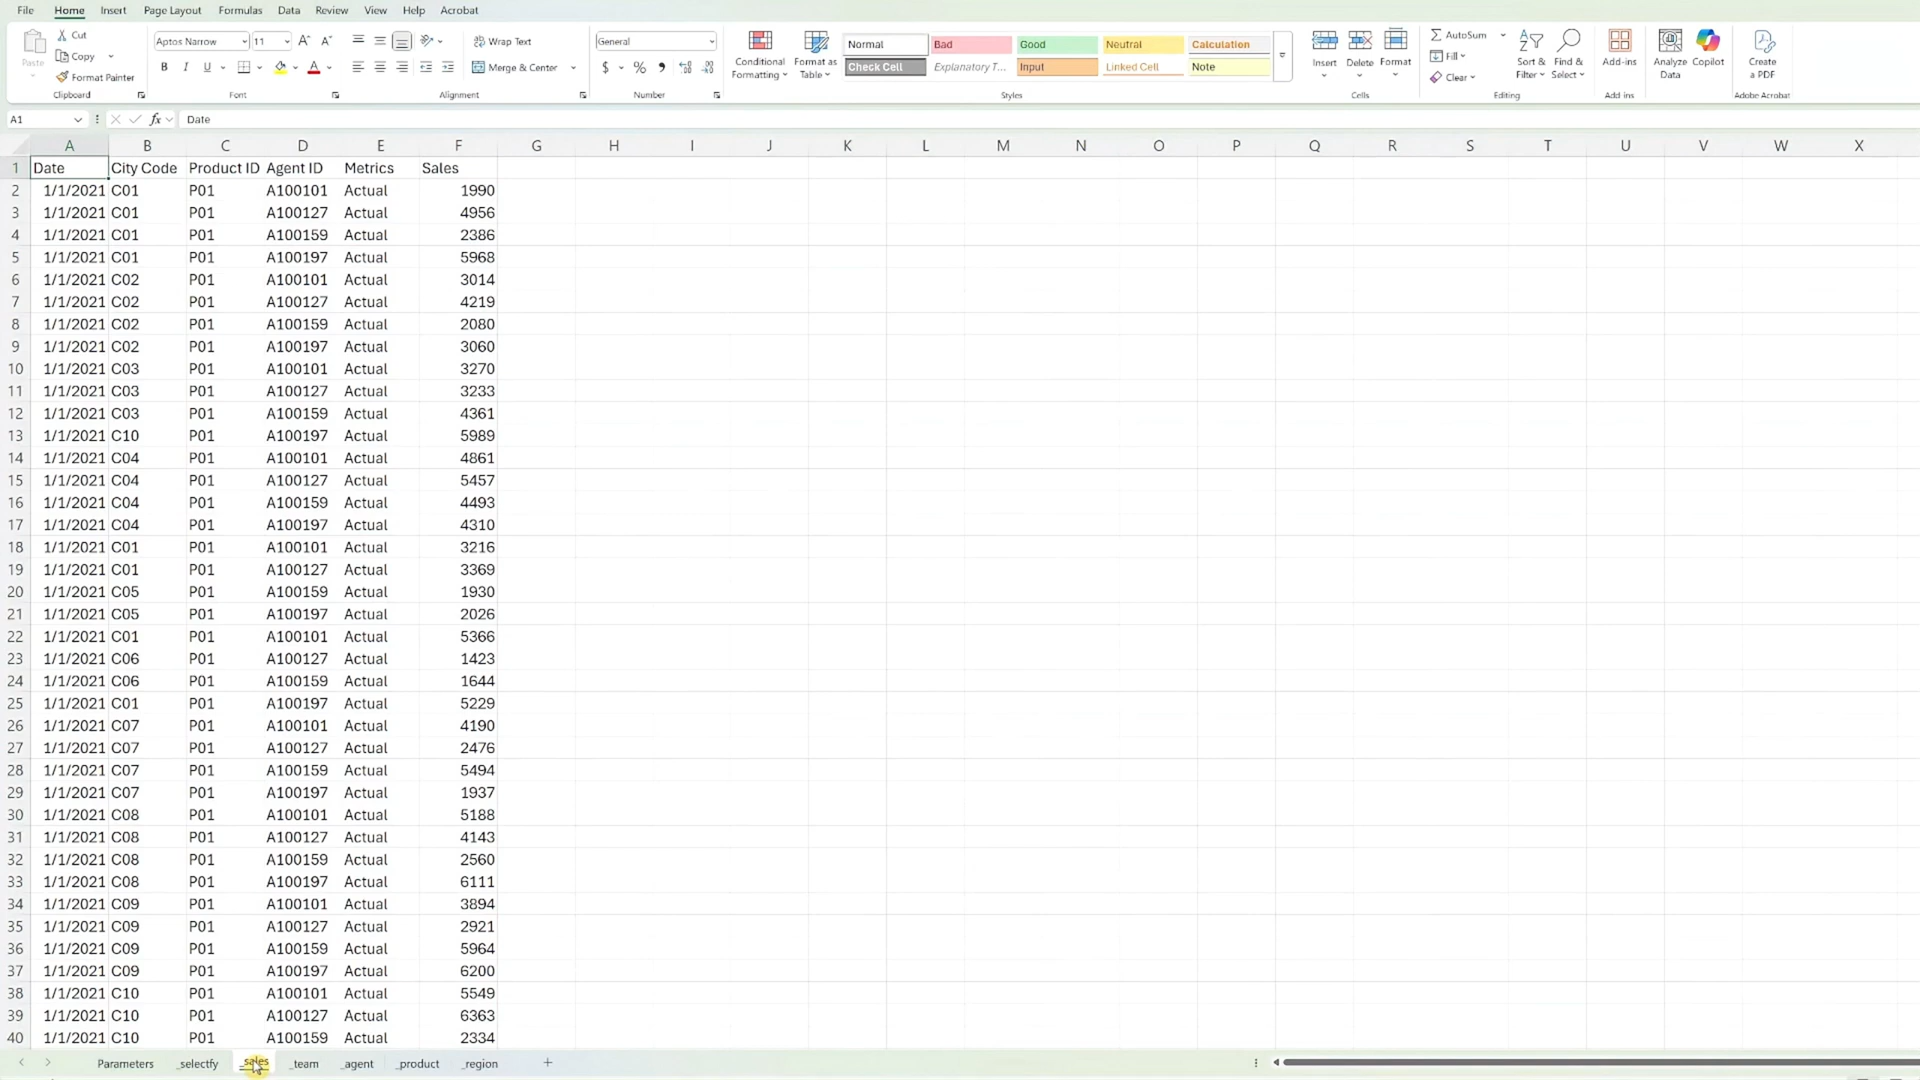 File Home Insert Page Layout Formulas Data Review View Help Acrobat
Paste Cut Copy Format Painter Clipboard
Aptos Narrow 11 A A B I U A Font
Wrap Text Merge & Center Alignment
General $ % Number
Conditional Formatting Format as Table
Normal Bad Good Neutral Calculation
Check Cell Explanatory T... Input Linked Cell Note
Styles
Insert Delete Format Cells
AutoSum Fill Clear Sort & Filter Find & Select Editing
Add-ins Add ins
Analyze Data Copilot
Create a PDF Adobe Acrobat
A1 fx Date
A B C D E F G H I J K L M N O P Q R S T U V W X
1 Date City Code Product ID Agent ID Metrics Sales
2 1/1/2021 C01 P01 A100101 Actual 1990
3 1/1/2021 C01 P01 A100127 Actual 4956
4 1/1/2021 C01 P01 A100159 Actual 2386
5 1/1/2021 C01 P01 A100197 Actual 5968
6 1/1/2021 C02 P01 A100101 Actual 3014
7 1/1/2021 C02 P01 A100127 Actual 4219
8 1/1/2021 C02 P01 A100159 Actual 2080
9 1/1/2021 C02 P01 A100197 Actual 3060
10 1/1/2021 C03 P01 A100101 Actual 3270
11 1/1/2021 C03 P01 A100127 Actual 3233
12 1/1/2021 C03 P01 A100159 Actual 4361
13 1/1/2021 C10 P01 A100197 Actual 5989
14 1/1/2021 C04 P01 A100101 Actual 4861
15 1/1/2021 C04 P01 A100127 Actual 5457
16 1/1/2021 C04 P01 A100159 Actual 4493
17 1/1/2021 C04 P01 A100197 Actual 4310
18 1/1/2021 C01 P01 A100101 Actual 3216
19 1/1/2021 C01 P01 A100127 Actual 3369
20 1/1/2021 C05 P01 A100159 Actual 1930
21 1/1/2021 C05 P01 A100197 Actual 2026
22 1/1/2021 C01 P01 A100101 Actual 5366
23 1/1/2021 C06 P01 A100127 Actual 1423
24 1/1/2021 C06 P01 A100159 Actual 1644
25 1/1/2021 C01 P01 A100197 Actual 5229
26 1/1/2021 C07 P01 A100101 Actual 4190
27 1/1/2021 C07 P01 A100127 Actual 2476
28 1/1/2021 C07 P01 A100159 Actual 5494
29 1/1/2021 C07 P01 A100197 Actual 1937
30 1/1/2021 C08 P01 A100101 Actual 5188
31 1/1/2021 C08 P01 A100127 Actual 4143
32 1/1/2021 C08 P01 A100159 Actual 2560
33 1/1/2021 C08 P01 A100197 Actual 6111
34 1/1/2021 C09 P01 A100101 Actual 3894
35 1/1/2021 C09 P01 A100127 Actual 2921
36 1/1/2021 C09 P01 A100159 Actual 5964
37 1/1/2021 C09 P01 A100197 Actual 6200
38 1/1/2021 C10 P01 A100101 Actual 5549
39 1/1/2021 C10 P01 A100127 Actual 6363
40 1/1/2021 C10 P01 A100159 Actual 2334
Parameters _selectfy _sales _team _agent _product _region +